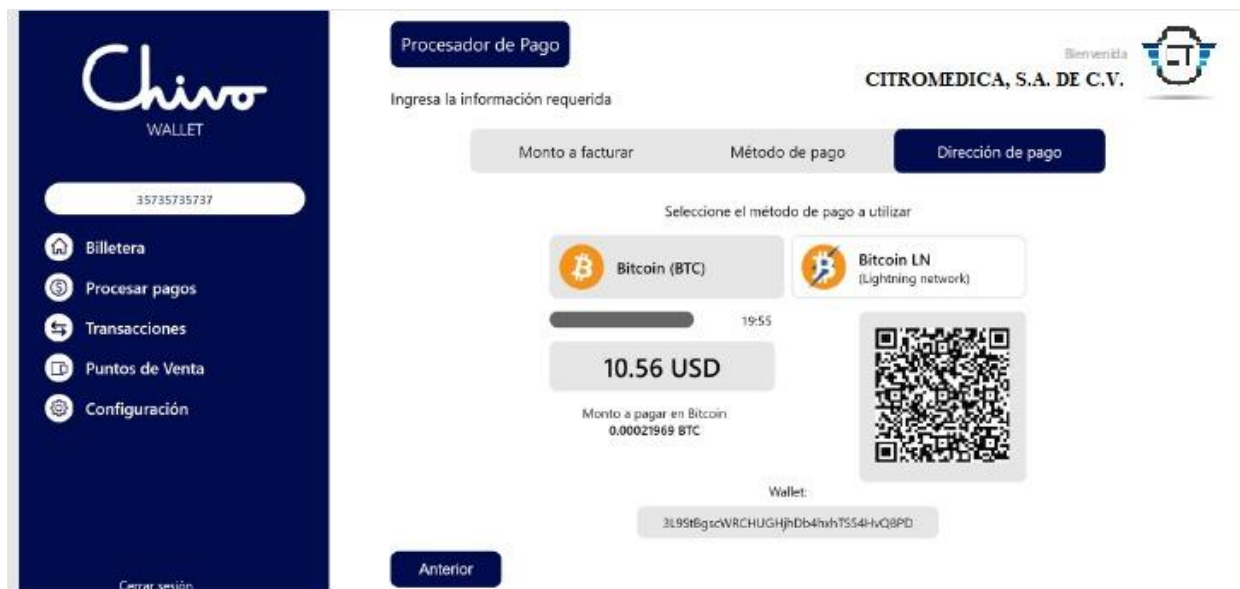 Chivo
WALLET
35735735737
Billetera
Procesar pagos
Transacciones
Puntos de Venta
Configuración
Cerrar sesión
Procesador de Pago
Bienvenida
CITROMEDICA, S.A. DE C.V.
CT
Ingresa la información requerida
Monto a facturar
Método de pago
Dirección de pago
Seleccione el método de pago a utilizar
Bitcoin (BTC)
Bitcoin LN
(Lightning network)
19:55
10.56 USD
Monto a pagar en Bitcoin
0.00021969 BTC
Wallet:
Anterior